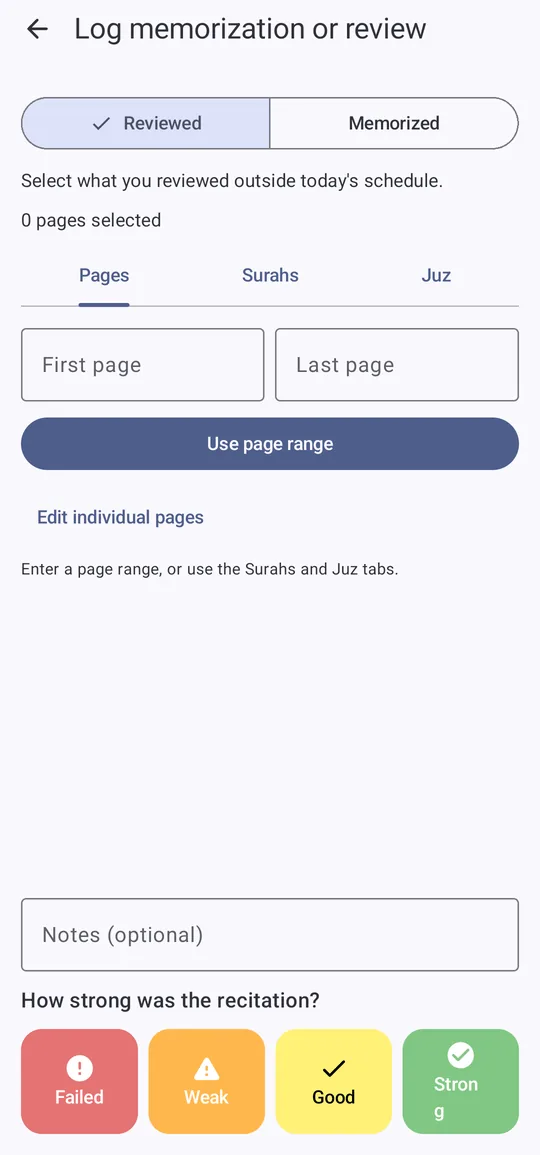 Log memorization or review
Reviewed
Memorized
Select what you reviewed outside today's schedule.
0 pages selected
Pages
Surahs
Juz
First page
Last page
Use page range
Edit individual pages
Enter a page range, or use the Surahs and Juz tabs.
Notes (optional)
How strong was the recitation?
Failed
Weak
Good
Stron
g